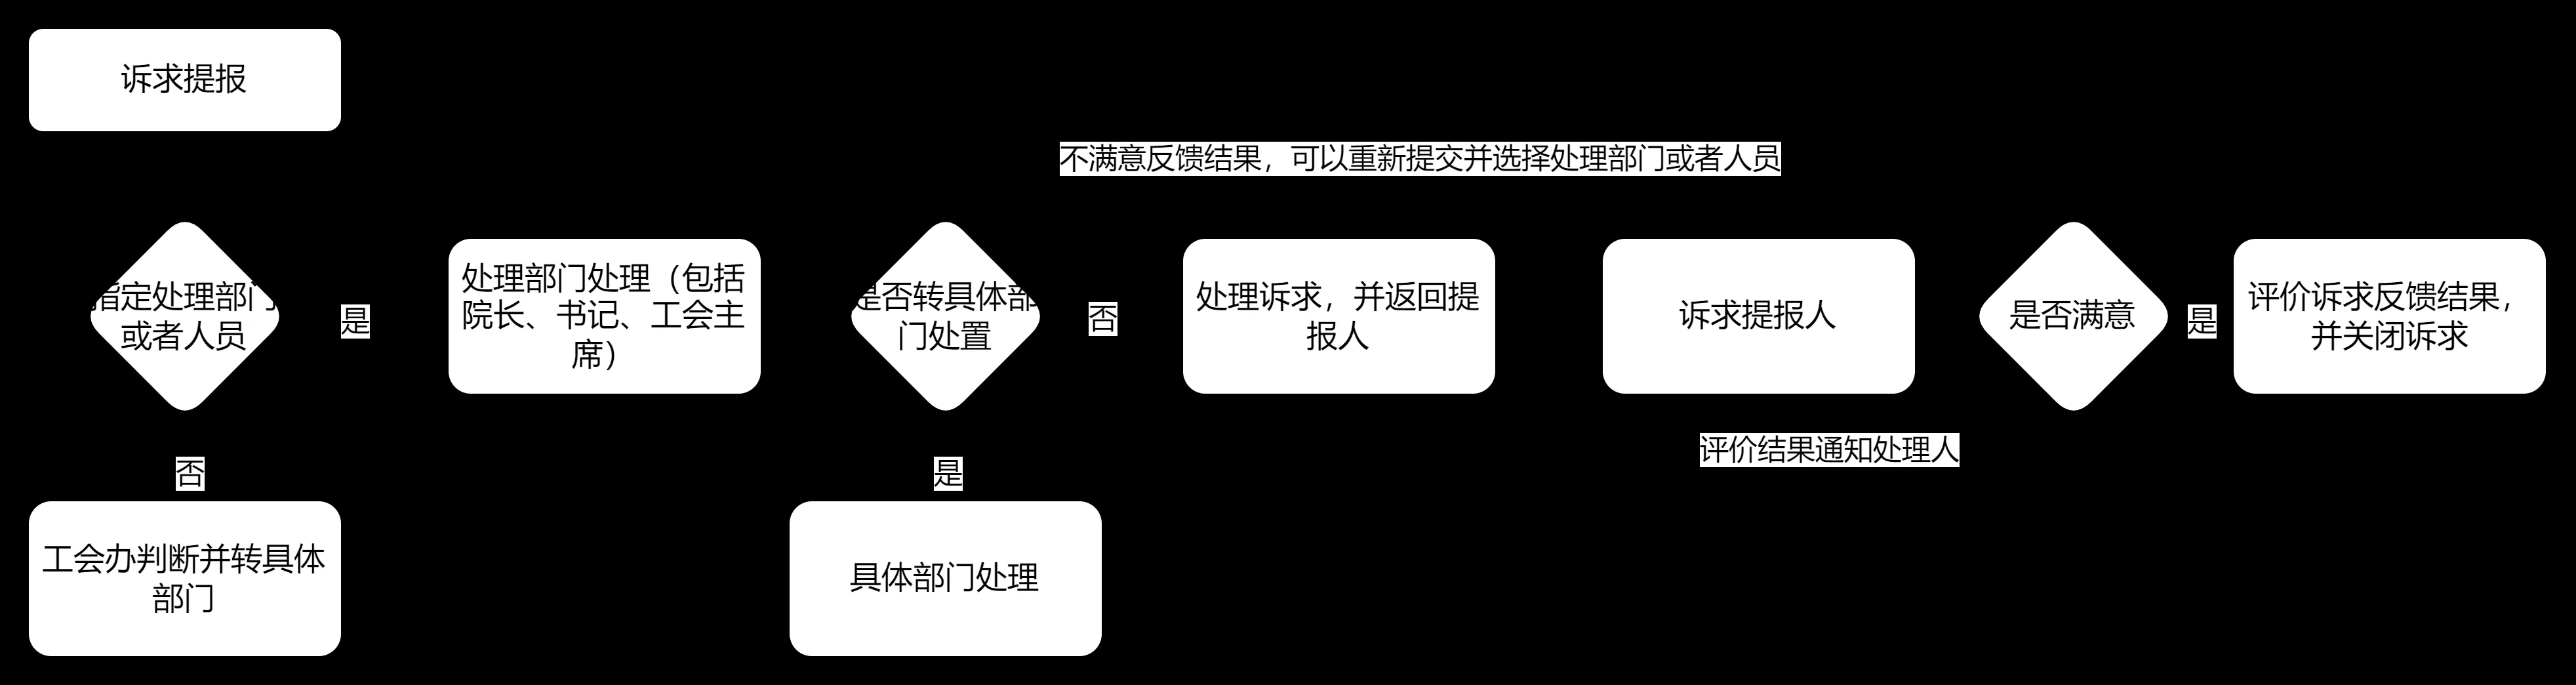 诉求提报
不满意反馈结果，可以重新提交并选择处理部门或者人员
指定处理部门
或者人员
是
处理部门处理（包括
院长、书记、工会主
席）
是否转具体部
门处置
否
处理诉求，并返回提
报人
诉求提报人
是否满意
是
评价诉求反馈结果，
并关闭诉求
评价结果通知处理人
否
是
工会办判断并转具体
部门
具体部门处理